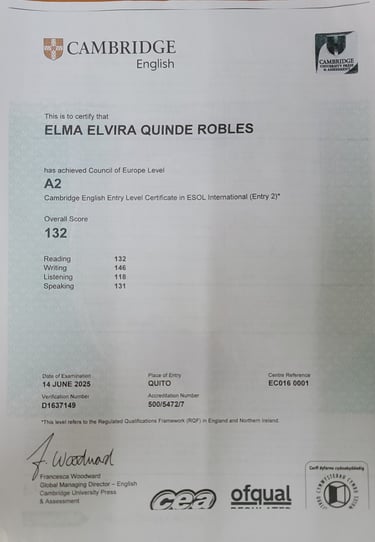 CAMBRIDGE
English
CAMBRIDGE
UNIVERSITY PRESS
& ASSESSMENT
This is to certify that
ELMA ELVIRA QUINDE ROBLES
has achieved Council of Europe Level
A2
Cambridge English Entry Level Certificate in ESOL International (Entry 2)*
Overall Score
132
Reading 132
Writing 146
Listening 118
Speaking 131
Date of Examination Place of Entry Centre Reference
14 JUNE 2025 QUITO EC016 0001
Verification Number Accreditation Number
D1637149 500/5472/7
*This level refers to the Regulated Qualifications Framework (RQF) in England and Northern Ireland
F. Woodward
Francesca Woodward
Global Managing Director – English
Cambridge University Press
& Assessment
cea
ofqual